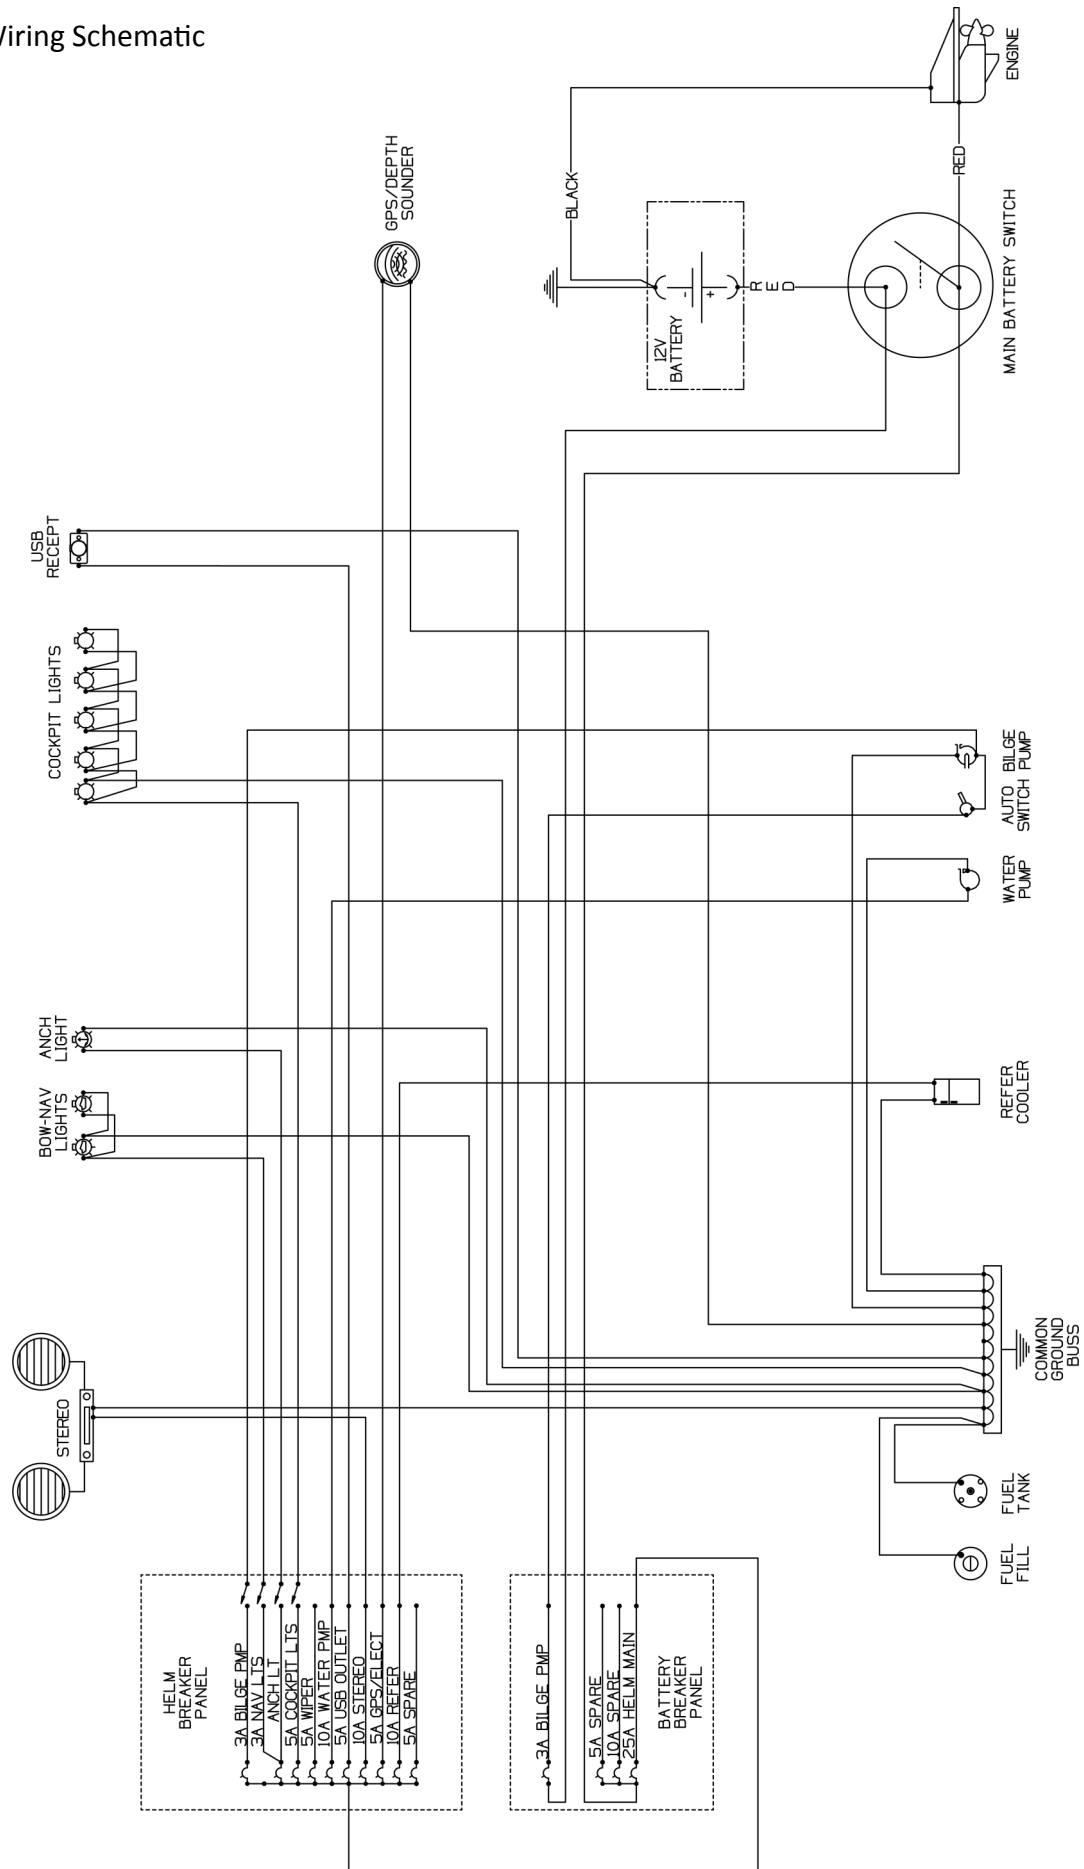 Viring Schematic
ENGINE
GPS/DEPTH
SOUNDER
BLACK
RED
MAIN BATTERY SWITCH
12V
BATTERY
-
+
RED
USB
RECEPT
COCKPIT LIGHTS
AUTO
SWITCH
BILGE
PUMP
WATER
PUMP
ANCH
LIGHT
BOW-NAV
LIGHTS
REFER
COOLER
STEREO
COMMON
GROUND
BUSS
FUEL
TANK
FUEL
FILL
HELM
BREAKER
PANEL
3A BILGE PMP
3A NAV LTS
ANCH LT
5A COCKPIT LTS
5A WIPER
10A WATER PMP
5A USB OUTLET
10A STEREO
5A GPS/ELECT
10A REFER
5A SPARE
3A BILGE PMP
5A SPARE
10A SPARE
25A HELM MAIN
BATTERY
BREAKER
PANEL